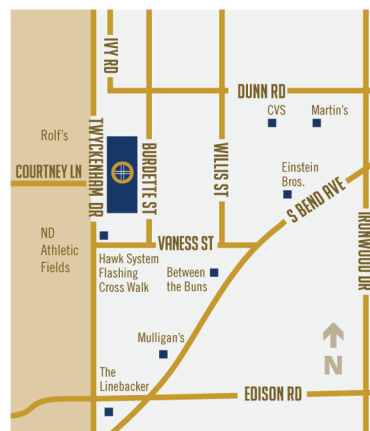 IVY RD
DUNN RD
CVS
Martin's
Rolf's
TWYCKENHAM DR
BURDETTE ST
WILLIS ST
COURTNEY LN
Einstein
Bros.
S BEND AVE
IRONWOOD DR
ND
Athletic
Fields
VANESS ST
Hawk System
Flashing
Cross Walk
Between
the Buns
Mulligan's
N
The
Linebacker
EDISON RD